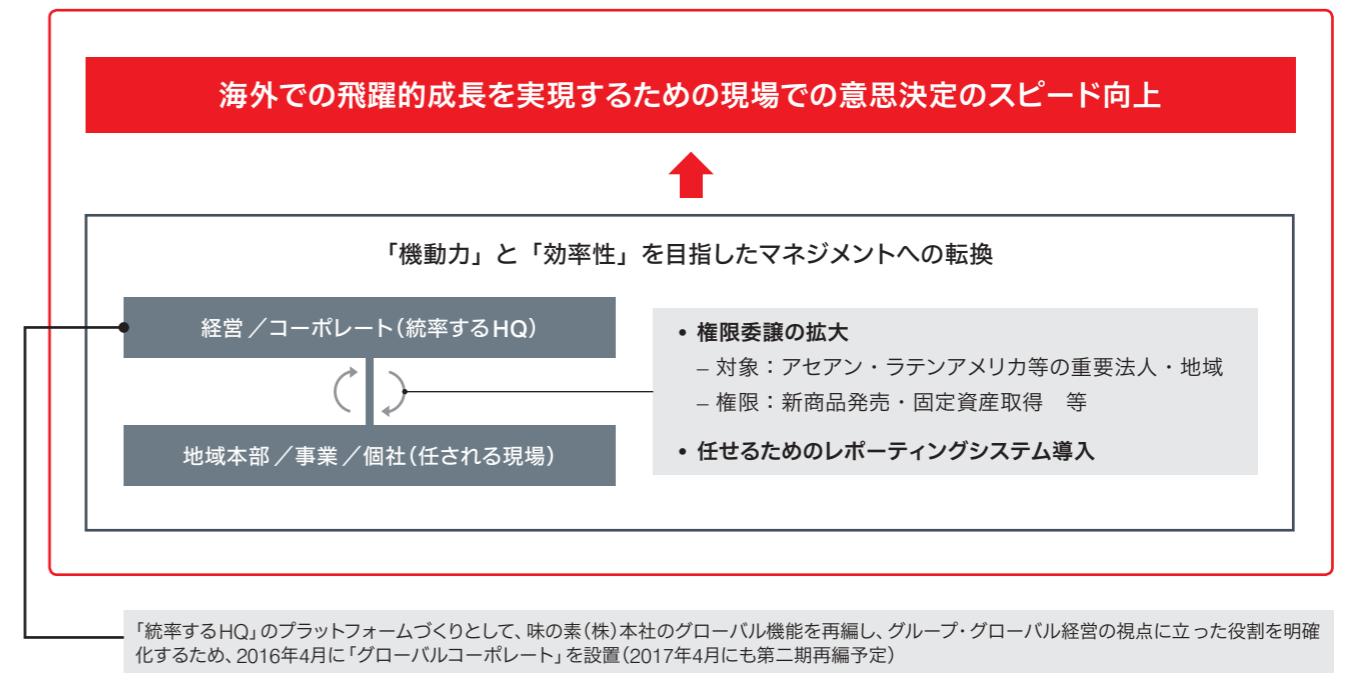 海外での飛躍的成長を実現するための現場での意思決定のスピード向上
「機動力」と「効率性」を目指したマネジメントへの転換
経営／コーポレート（統率するHQ）
地域本部／事業／個社（任される現場）
• 権限委譲の拡大
– 対象：アセアン・ラテンアメリカ等の重要法人・地域
– 権限：新商品発売・固定資産取得　等
• 任せるためのレポーティングシステム導入
「統率するHQ」のプラットフォームづくりとして、味の素（株）本社のグローバル機能を再編し、グループ・グローバル経営の視点に立った役割を明確
化するため、2016年4月に「グローバルコーポレート」を設置（2017年4月にも第二期再編予定）